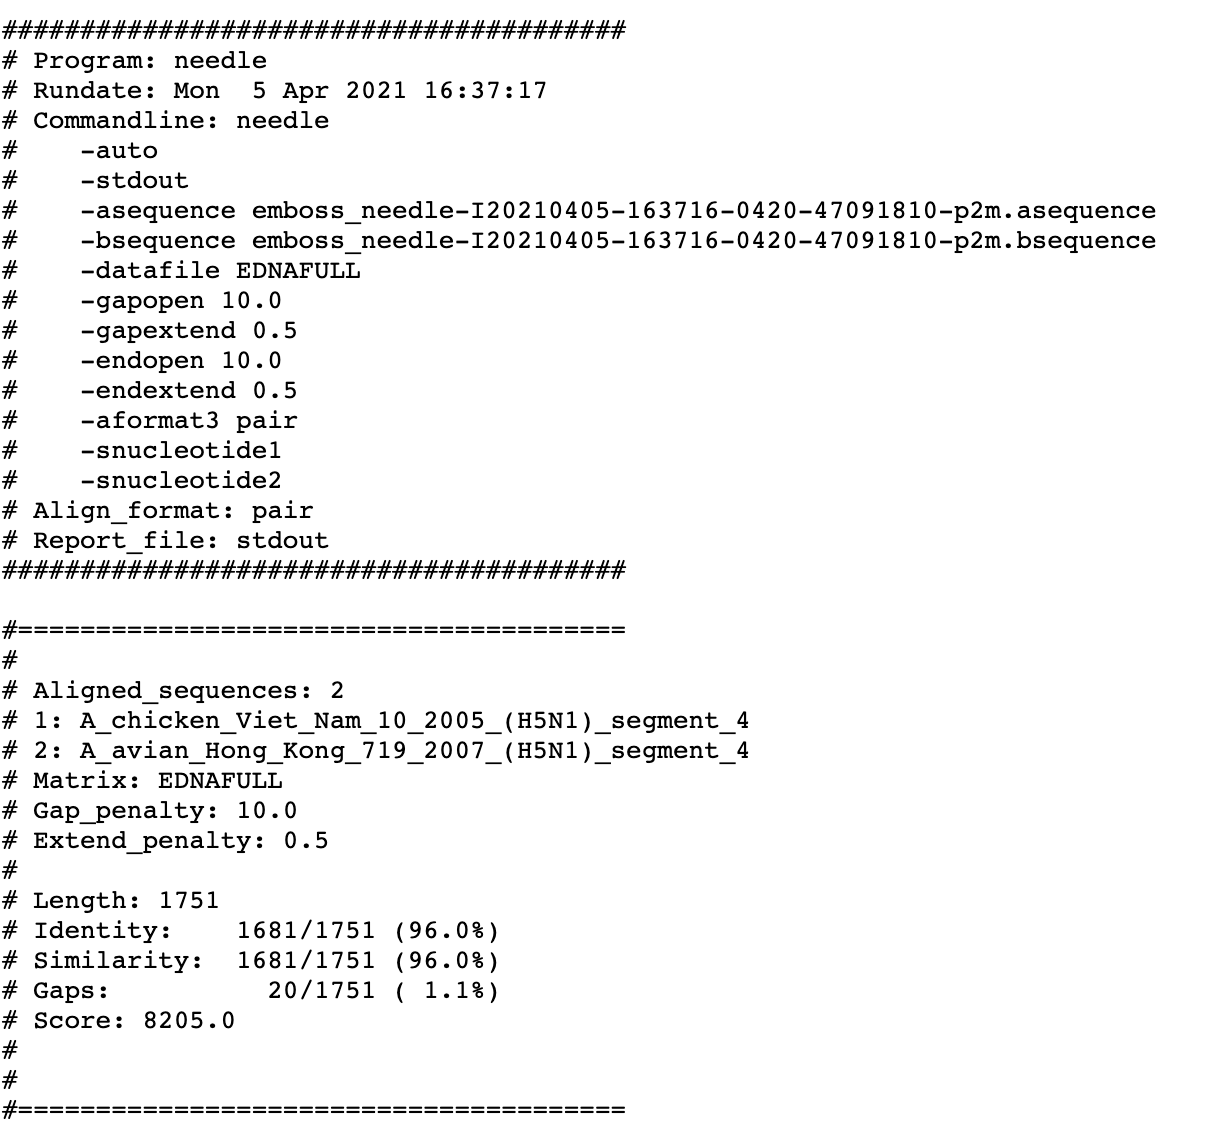 ########################################
# Program: needle
# Rundate: Mon  5 Apr 2021 16:37:17
# Commandline: needle
#    -auto
#    -stdout
#    -asequence emboss_needle-I20210405-163716-0420-47091810-p2m.asequence
#    -bsequence emboss_needle-I20210405-163716-0420-47091810-p2m.bsequence
#    -datafile EDNAFULL
#    -gapopen 10.0
#    -gapextend 0.5
#    -endopen 10.0
#    -endextend 0.5
#    -aformat3 pair
#    -snucleotide1
#    -snucleotide2
# Align_format: pair
# Report_file: stdout
########################################

#=======================================
#
# Aligned_sequences: 2
# 1: A_chicken_Viet_Nam_10_2005_(H5N1)_segment_4
# 2: A_avian_Hong_Kong_719_2007_(H5N1)_segment_4
# Matrix: EDNAFULL
# Gap_penalty: 10.0
# Extend_penalty: 0.5
#
# Length: 1751
# Identity:    1681/1751 (96.0%)
# Similarity:  1681/1751 (96.0%)
# Gaps:          20/1751 ( 1.1%)
# Score: 8205.0
#
#
#=======================================